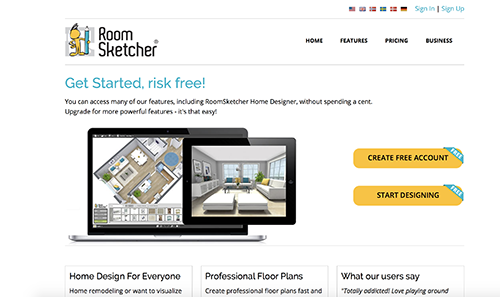 Sign In | Sign Up
Room
Sketcher®
HOME FEATURES PRICING BUSINESS
Get Started, risk free!
You can access many of our features, including RoomSketcher Home Designer, without spending a cent.
Upgrade for more powerful features - it's that easy!
CREATE FREE ACCOUNT FREE
START DESIGNING FREE
Home Design For Everyone
Home remodeling or want to visualize
Professional Floor Plans
Create professional floor plans fast and
What our users say
"Totally addicted! Love playing around